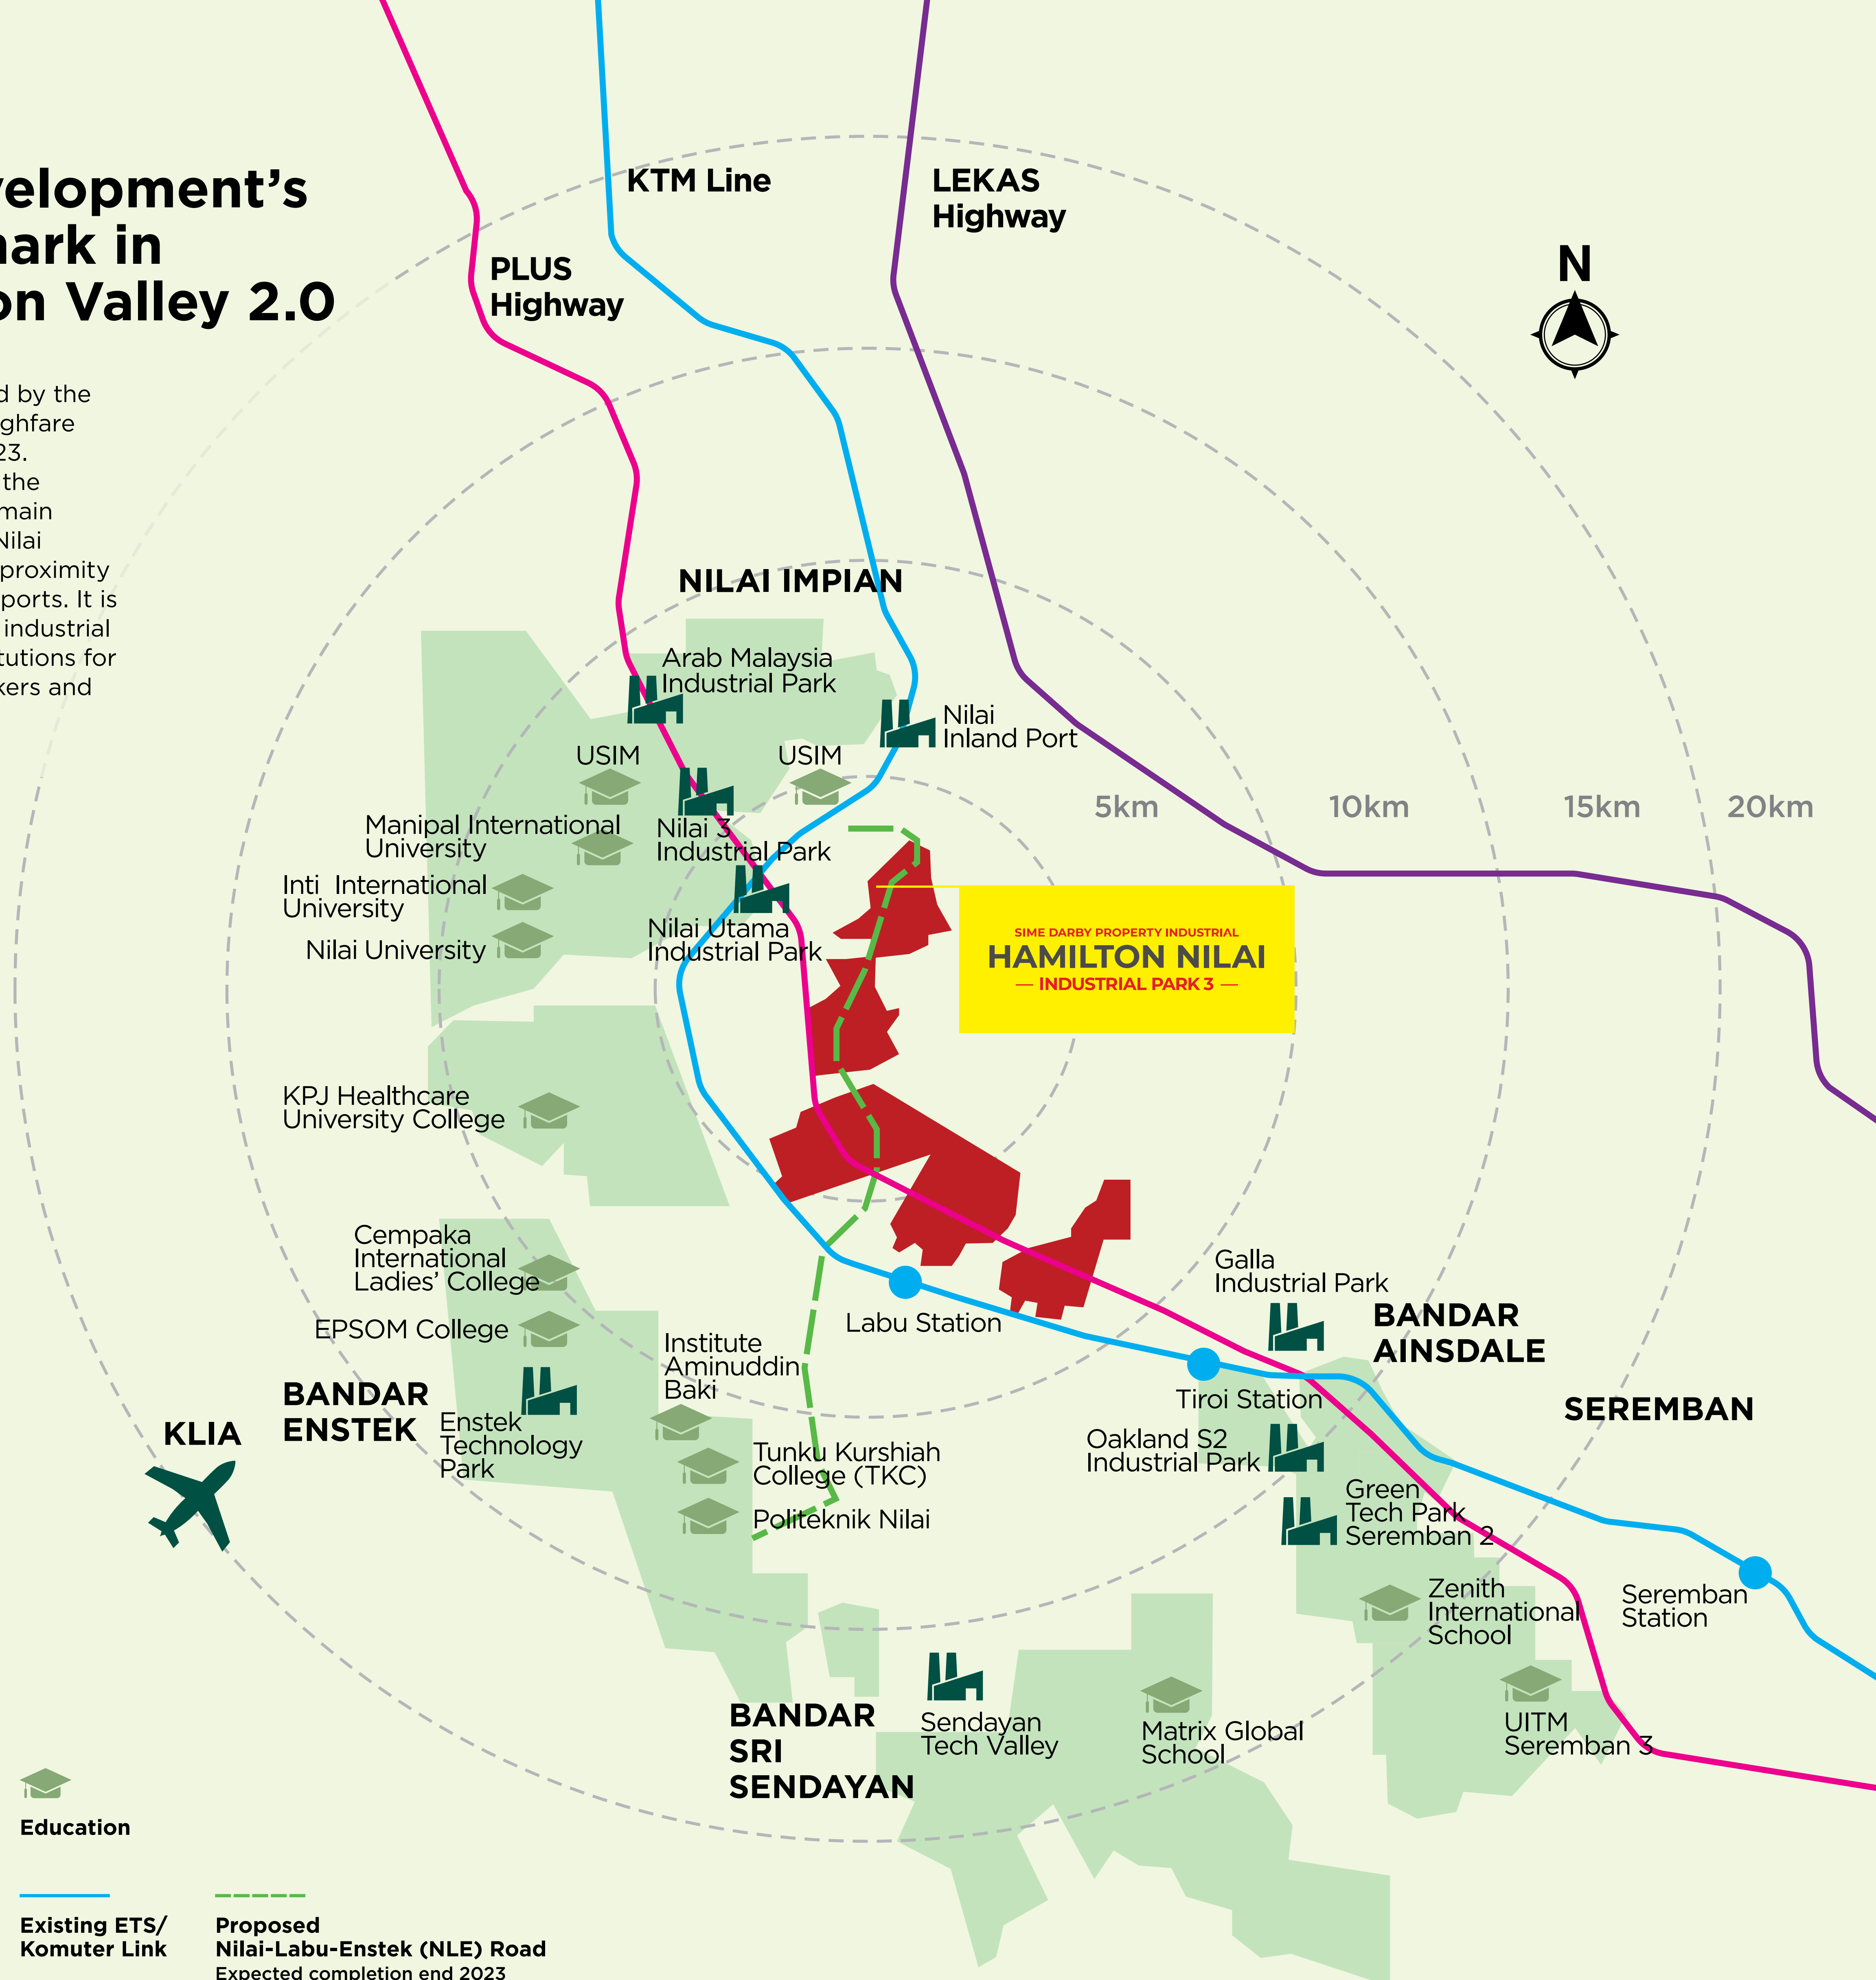 velopment's
nark in
on Valley 2.0
d by the
ghfare
23.
the
main
Nilai
proximity
ports. It is
industrial
tutions for
kers and
KTM Line
LEKAS
Highway
PLUS
Highway
N
NILAI IMPIAN
Arab Malaysia
Industrial Park
Nilai
Inland Port
USIM
USIM
5km
10km
15km
20km
Manipal International
University
Nilai 3
Industrial Park
Inti International
University
Nilai University
Nilai Utama
Industrial Park
SIME DARBY PROPERTY INDUSTRIAL
HAMILTON NILAI
— INDUSTRIAL PARK 3 —
KPJ Healthcare
University College
Cempaka
International
Ladies' College
EPSOM College
Labu Station
Galla
Industrial Park
BANDAR
AINSDALE
Institute
Aminuddin
Baki
BANDAR
ENSTEK
Enstek
Technology
Park
KLIA
Tiroi Station
SEREMBAN
Tunku Kurshiah
College (TKC)
Oakland S2
Industrial Park
Politeknik Nilai
Green
Tech Park
Seremban 2
Zenith
International
School
Seremban
Station
BANDAR
SRI
SENDAYAN
Sendayan
Tech Valley
Matrix Global
School
UITM
Seremban 3
Education
Existing ETS/
Komuter Link
Proposed
Nilai-Labu-Enstek (NLE) Road
Expected completion end 2023